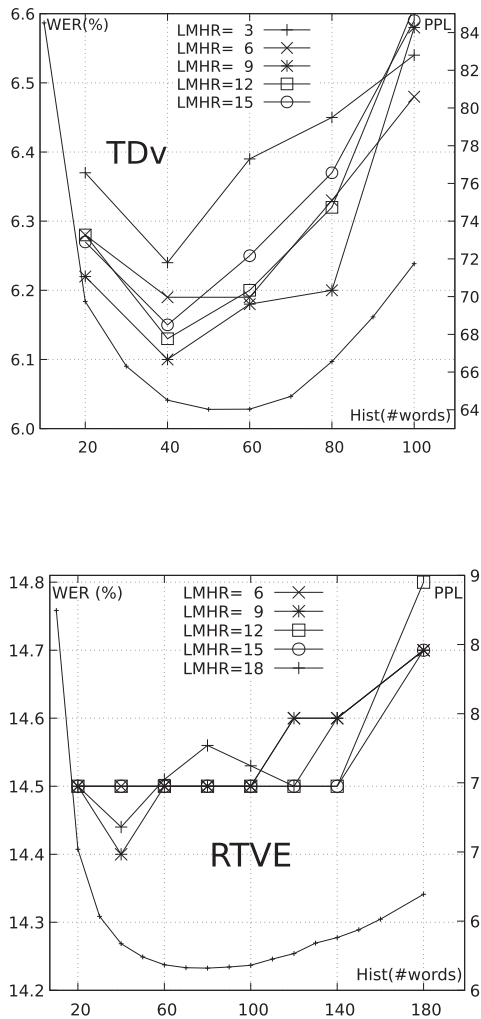 6.6 WER(%) LMHR= 3 PPL 84
LMHR= 6
6.5 LMHR= 9 82
LMHR=12
LMHR=15 80
6.4 TDv 78
76
6.3 74
72
6.2 70
68
6.1 66
Hist(#words) 64
6.0
20 40 60 80 100
14.8 WER (%) LMHR= 6 PPL 9
LMHR= 9
LMHR=12
14.7 LMHR=15 8
LMHR=18
14.6 8
14.5 7
14.4 RTVE 7
14.3 6
Hist(#words)
14.2 6
20 60 100 140 180